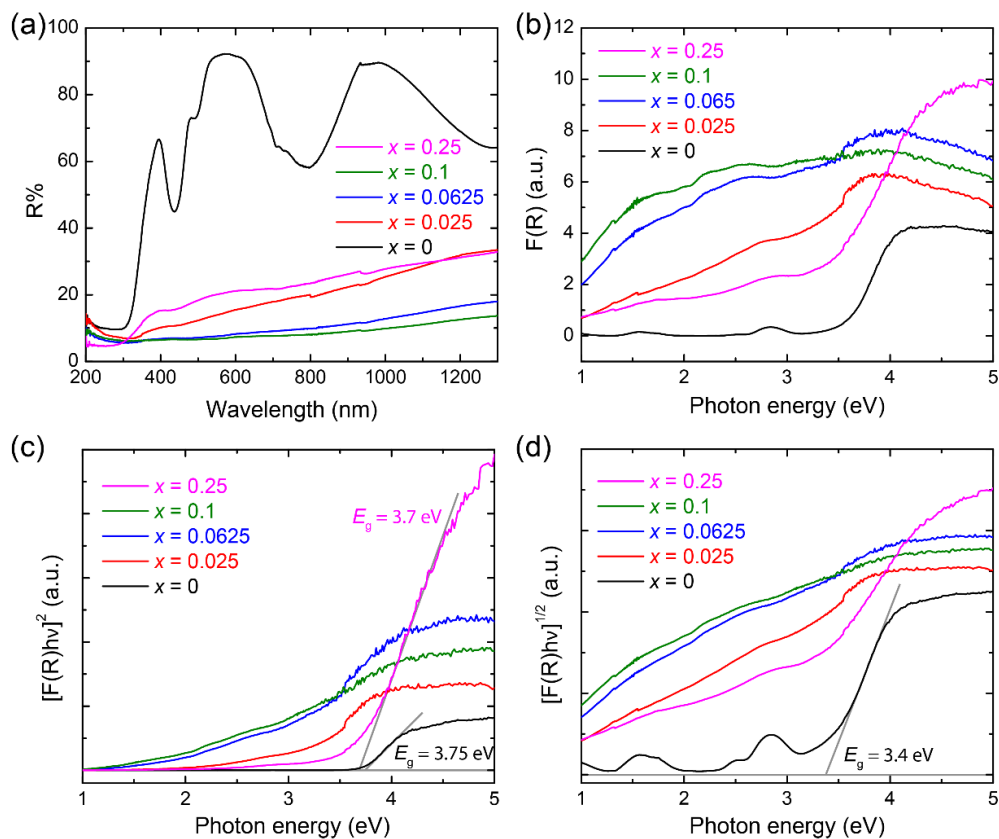 (a)
100
80
60
40
20
0
R%
x = 0.25
x = 0.1
x = 0.0625
x = 0.025
x = 0
200 400 600 800 1000 1200
Wavelength (nm)
(b)
12
10
8
6
4
2
0
F(R) (a.u.)
x = 0.25
x = 0.1
x = 0.065
x = 0.025
x = 0
1 2 3 4 5
Photon energy (eV)
(c)
[F(R)hν]² (a.u.)
x = 0.25
x = 0.1
x = 0.0625
x = 0.025
x = 0
Eg = 3.7 eV
Eg = 3.75 eV
1 2 3 4 5
Photon energy (eV)
(d)
[F(R)hν]^1/2 (a.u.)
x = 0.25
x = 0.1
x = 0.0625
x = 0.025
x = 0
Eg = 3.4 eV
1 2 3 4 5
Photon energy (eV)